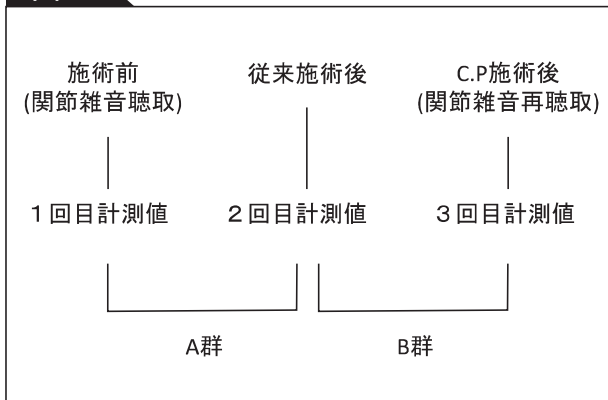 施術前
(関節雑音聴取)
従来施術後
C.P施術後
(関節雑音再聴取)
1回目計測値
2回目計測値
3回目計測値
A群
B群